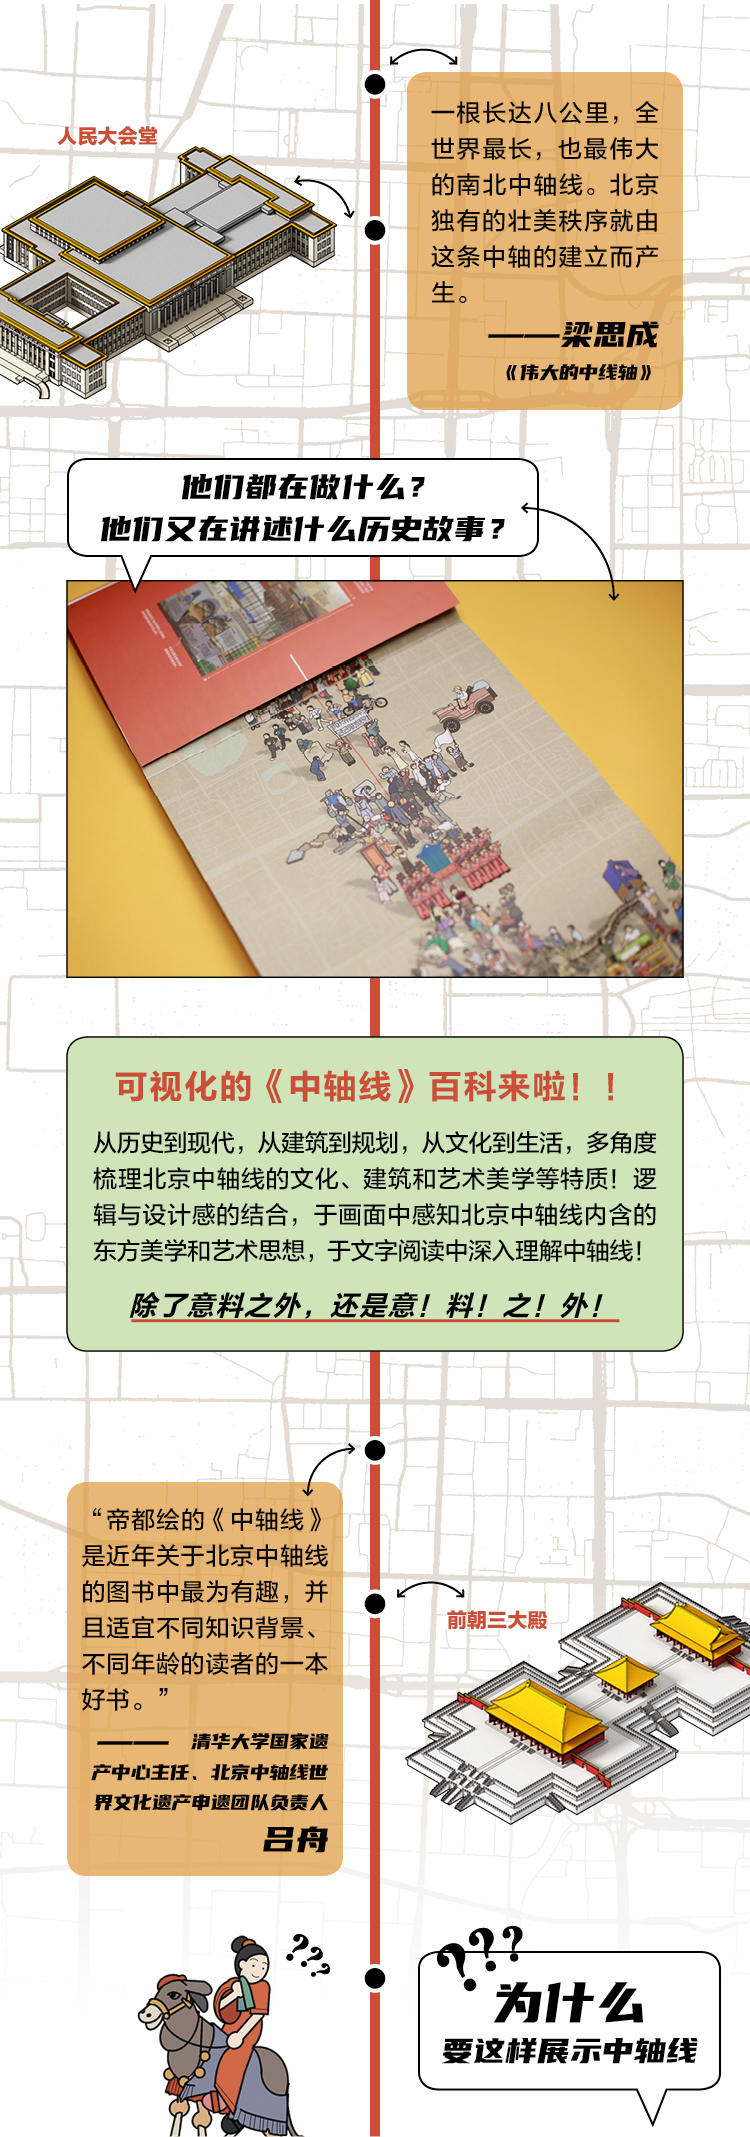 人民大会堂
一根长达八公里，全
世界最长，也最伟大
的南北中轴线。北京
独有的壮美秩序就由
这条中轴的建立而产
生。
——梁思成
《伟大的中线轴》
他们都在做什么？
他们又在讲述什么历史故事？
可视化的《中轴线》百科来啦！！
从历史到现代，从建筑到规划，从文化到生活，多角度
梳理北京中轴线的文化、建筑和艺术美学等特质！逻
辑与设计感的结合，于画面中感知北京中轴线内含的
东方美学和艺术思想，于文字阅读中深入理解中轴线！
除了意料之外，还是意！料！之！外！
“帝都绘的《中轴线》
是近年关于北京中轴线
的图书中最为有趣，并
且适宜不同知识背景、
不同年龄的读者的一本
好书。”
—— 清华大学国家遗
产中心主任、北京中轴线世
界文化遗产申遗团队负责人
吕舟
前朝三大殿
???
???
为什么
要这样展示中轴线